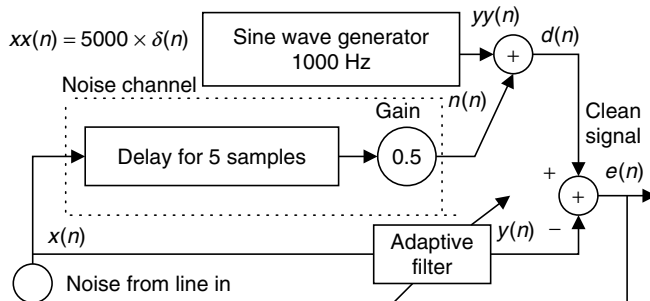 xx(n) = 5000 × δ(n)
Sine wave generator
1000 Hz
yy(n)
+
d(n)
Noise channel
n(n)
Gain
Clean
signal
Delay for 5 samples
0.5
+
+
e(n)
x(n)
Adaptive
filter
y(n)
−
Noise from line in